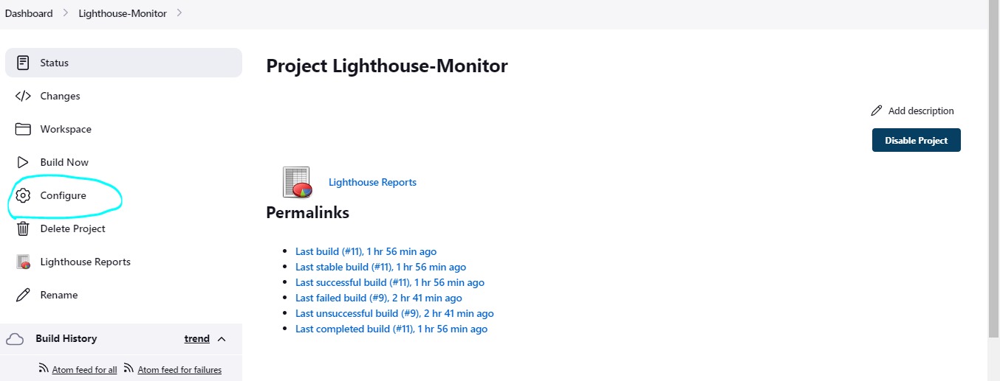 Dashboard
Lighthouse-Monitor
Status
Changes
Workspace
Build Now
Configure
Delete Project
Lighthouse Reports
Rename
Build History
trend
Atom feed for all
Atom feed for failures
Project Lighthouse-Monitor
Add description
Disable Project
Lighthouse Reports
Permalinks
Last build (#11), 1 hr 56 min ago
Last stable build (#11), 1 hr 56 min ago
Last successful build (#11), 1 hr 56 min ago
Last failed build (#9), 2 hr 41 min ago
Last unsuccessful build (#9), 2 hr 41 min ago
Last completed build (#11), 1 hr 56 min ago